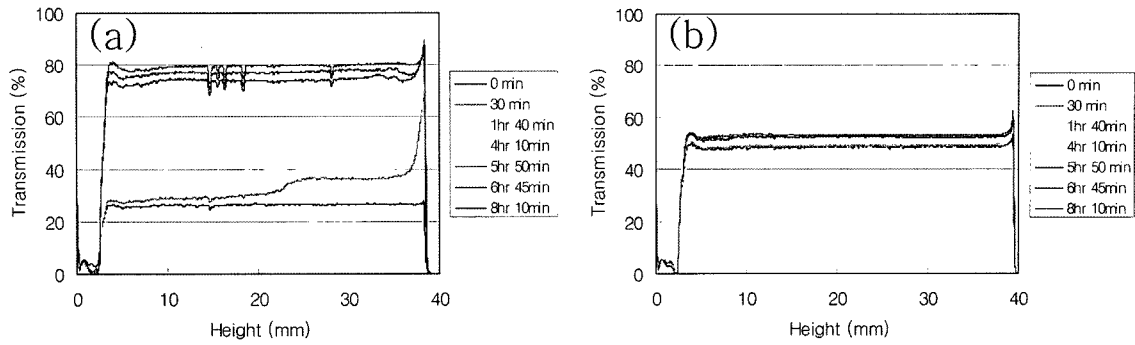 (a)
Transmission (%)
100
80
60
40
20
0
0 10 20 30 40
Height (mm)
0 min
30 min
1hr 40 min
4hr 10min
5hr 50min
6hr 45min
8hr 10min
(b)
Transmission (%)
100
80
60
40
20
0
0 10 20 30 40
Height (mm)
0 min
30 min
1hr 40min
4hr 10min
5hr 50 min
6hr 45min
8hr 10min